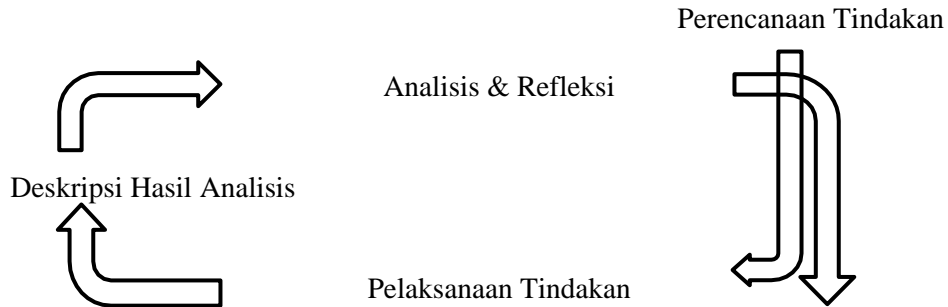 Perencanaan Tindakan
Analisis & Refleksi
Deskripsi Hasil Analisis
Pelaksanaan Tindakan